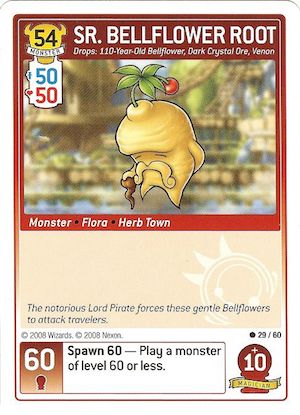 54
MONSTER
SR. BELLFLOWER ROOT
Drops: 110-Year-Old Bellflower, Dark Crystal Ore, Venon
50
50
Monster • Flora • Herb Town
The notorious Lord Pirate forces these gentle Bellflowers
to attack travelers.
© 2008 Wizards. © 2008 Nexon.
29 / 60
60
Spawn 60 — Play a monster
of level 60 or less.
+
10
MAGICIAN